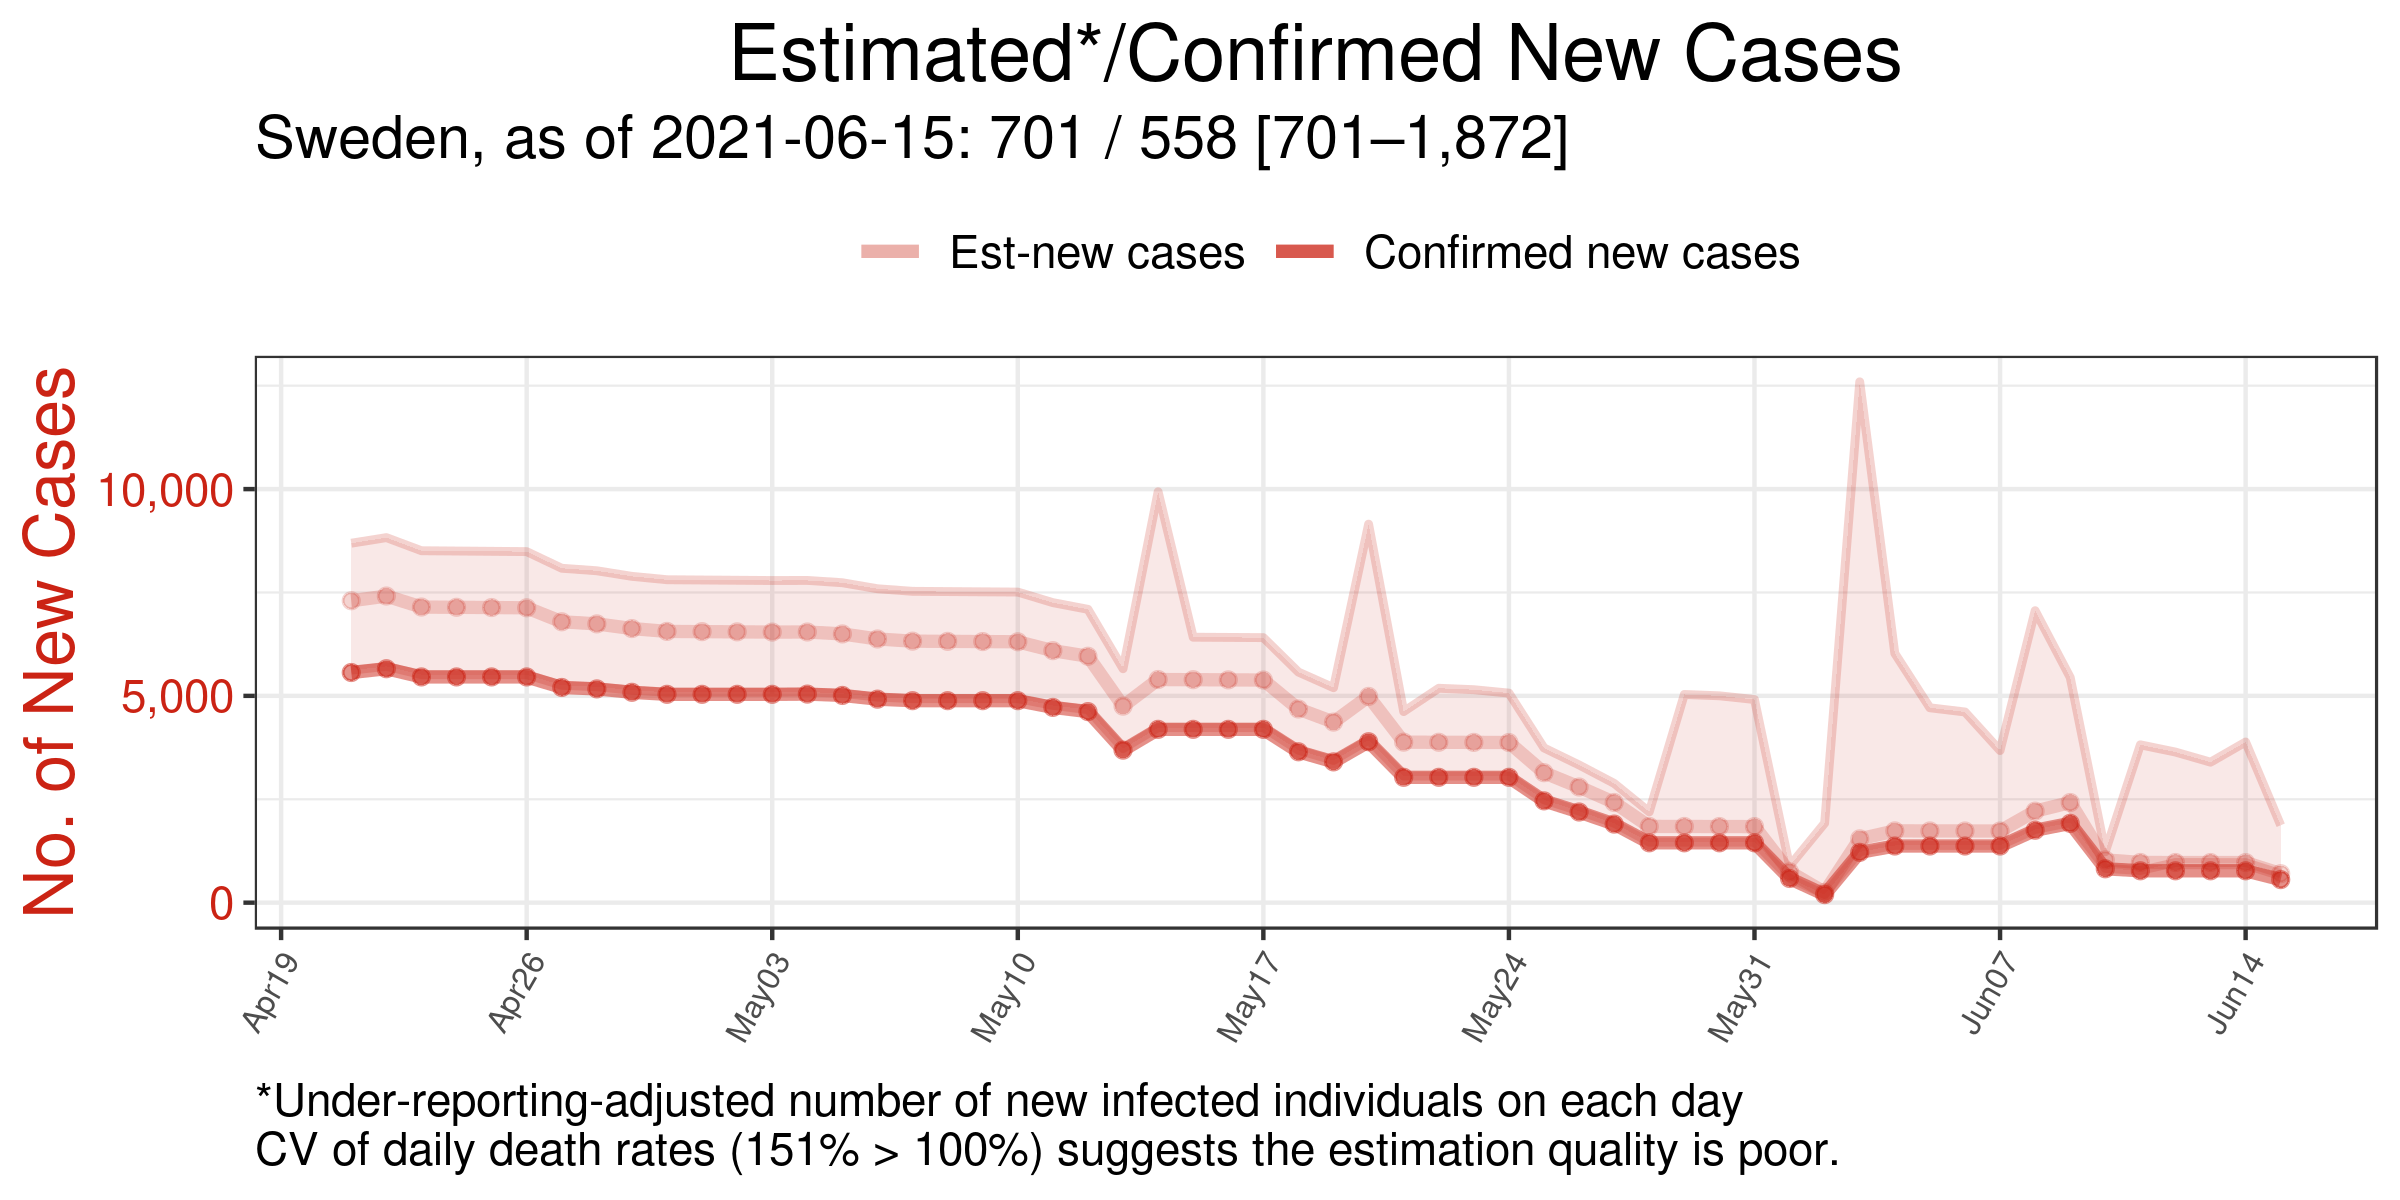 Estimated*/Confirmed New Cases
Sweden, as of 2021-06-15: 701 / 558 [701–1,872]
Est-new cases
Confirmed new cases
No. of New Cases
10,000
5,000
0
Apr19
Apr26
May03
May10
May17
May24
May31
Jun07
Jun14
*Under-reporting-adjusted number of new infected individuals on each day
CV of daily death rates (151% > 100%) suggests the estimation quality is poor.